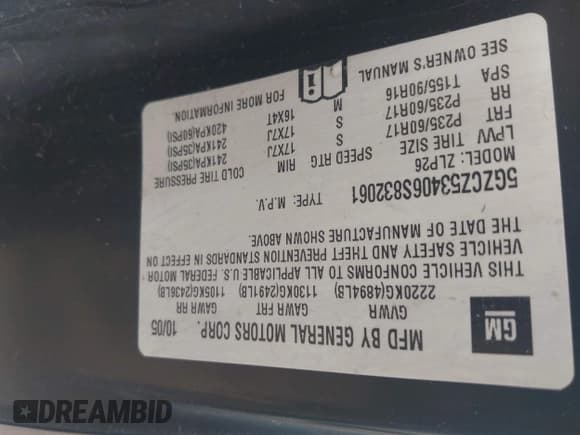 GM
MFD BY GENERAL MOTORS CORP. 10/05
GVWR GAWR FRT GAWR RR
2220KG(4894LB) 1130KG(2491LB) 1105KG(2436LB)
THIS VEHICLE CONFORMS TO ALL APPLICABLE U.S. FEDERAL MOTOR
VEHICLE SAFETY AND THEFT PREVENTION STANDARDS IN EFFECT ON
THE DATE OF MANUFACTURE SHOWN ABOVE.
5GZCZ53406S832061 TYPE: M.P.V.
MODEL: ZLP26
LPVV TIRE SIZE SPEED RTG RIM COLD TIRE PRESSURE
FRT P235/60R17 S 17X7J 241KPA(35PSI)
RR P235/60R17 S 17X7J 241KPA(35PSI)
SPA T155/90R16 M 16X4T 420KPA(60PSI)
SEE OWNER'S MANUAL FOR MORE INFORMATION.
DREAMBID